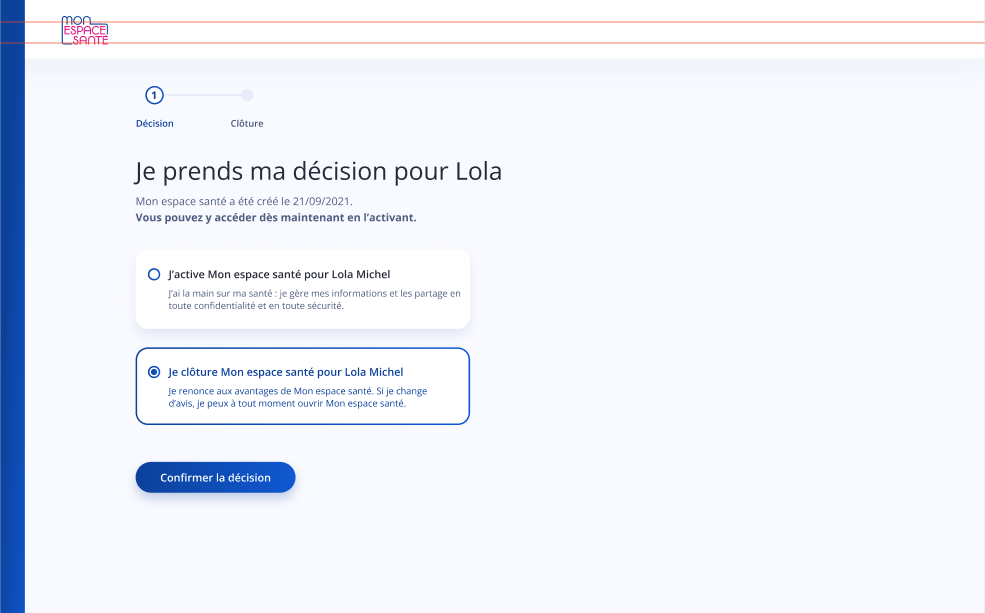 mon
ESPACE
SANTÉ
1
Décision
Clôture
Je prends ma décision pour Lola
Mon espace santé a été créé le 21/09/2021.
Vous pouvez y accéder dès maintenant en l’activant.
J’active Mon espace santé pour Lola Michel
J’ai la main sur ma santé : je gère mes informations et les partage en
toute confidentialité et en toute sécurité.
Je clôture Mon espace santé pour Lola Michel
Je renonce aux avantages de Mon espace santé. Si je change
d’avis, je peux à tout moment ouvrir Mon espace santé.
Confirmer la décision